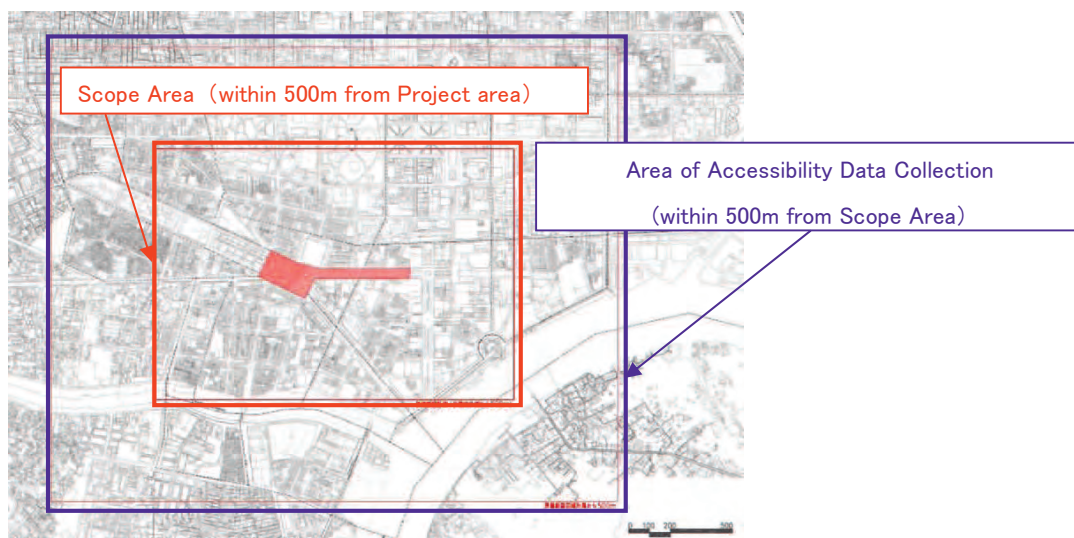 Scope Area （within 500m from Project area）
Area of Accessibility Data Collection
（within 500m from Scope Area）
0 100 200 500